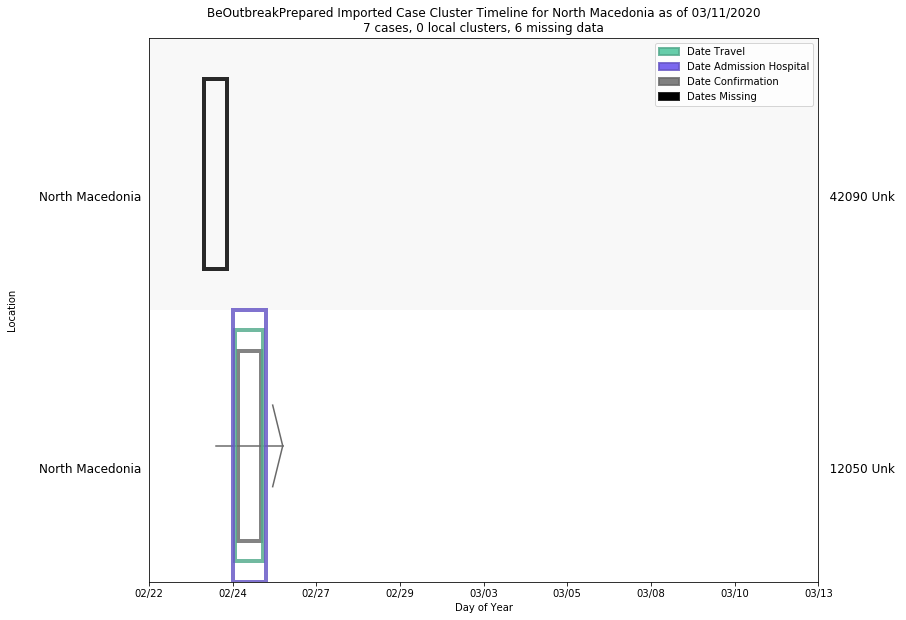 BeOutbreakPrepared Imported Case Cluster Timeline for North Macedonia as of 03/11/2020
7 cases, 0 local clusters, 6 missing data
Date Travel
Date Admission Hospital
Date Confirmation
Dates Missing
North Macedonia
42090 Unk
Location
North Macedonia
12050 Unk
02/22
02/24
02/27
02/29
03/03
03/05
03/08
03/10
03/13
Day of Year